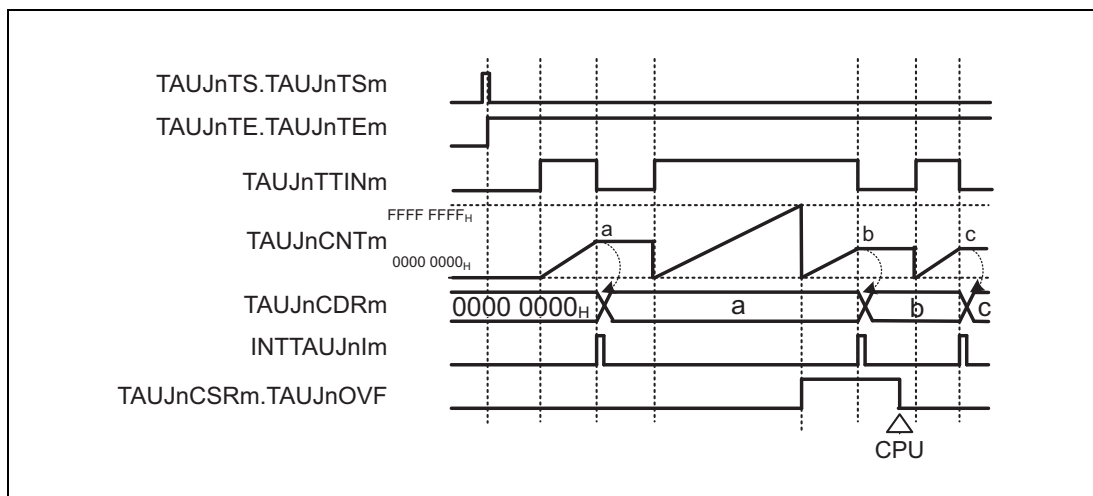 TAUJnTS.TAUJnTSm
TAUJnTE.TAUJnTEm
TAUJnTTINm
FFFF FFFFH
TAUJnCNTm
0000 0000H
a
b
c
TAUJnCDRm
0000 0000H
a
b
c
INTTAUJnIm
TAUJnCSRm.TAUJnOVF
CPU